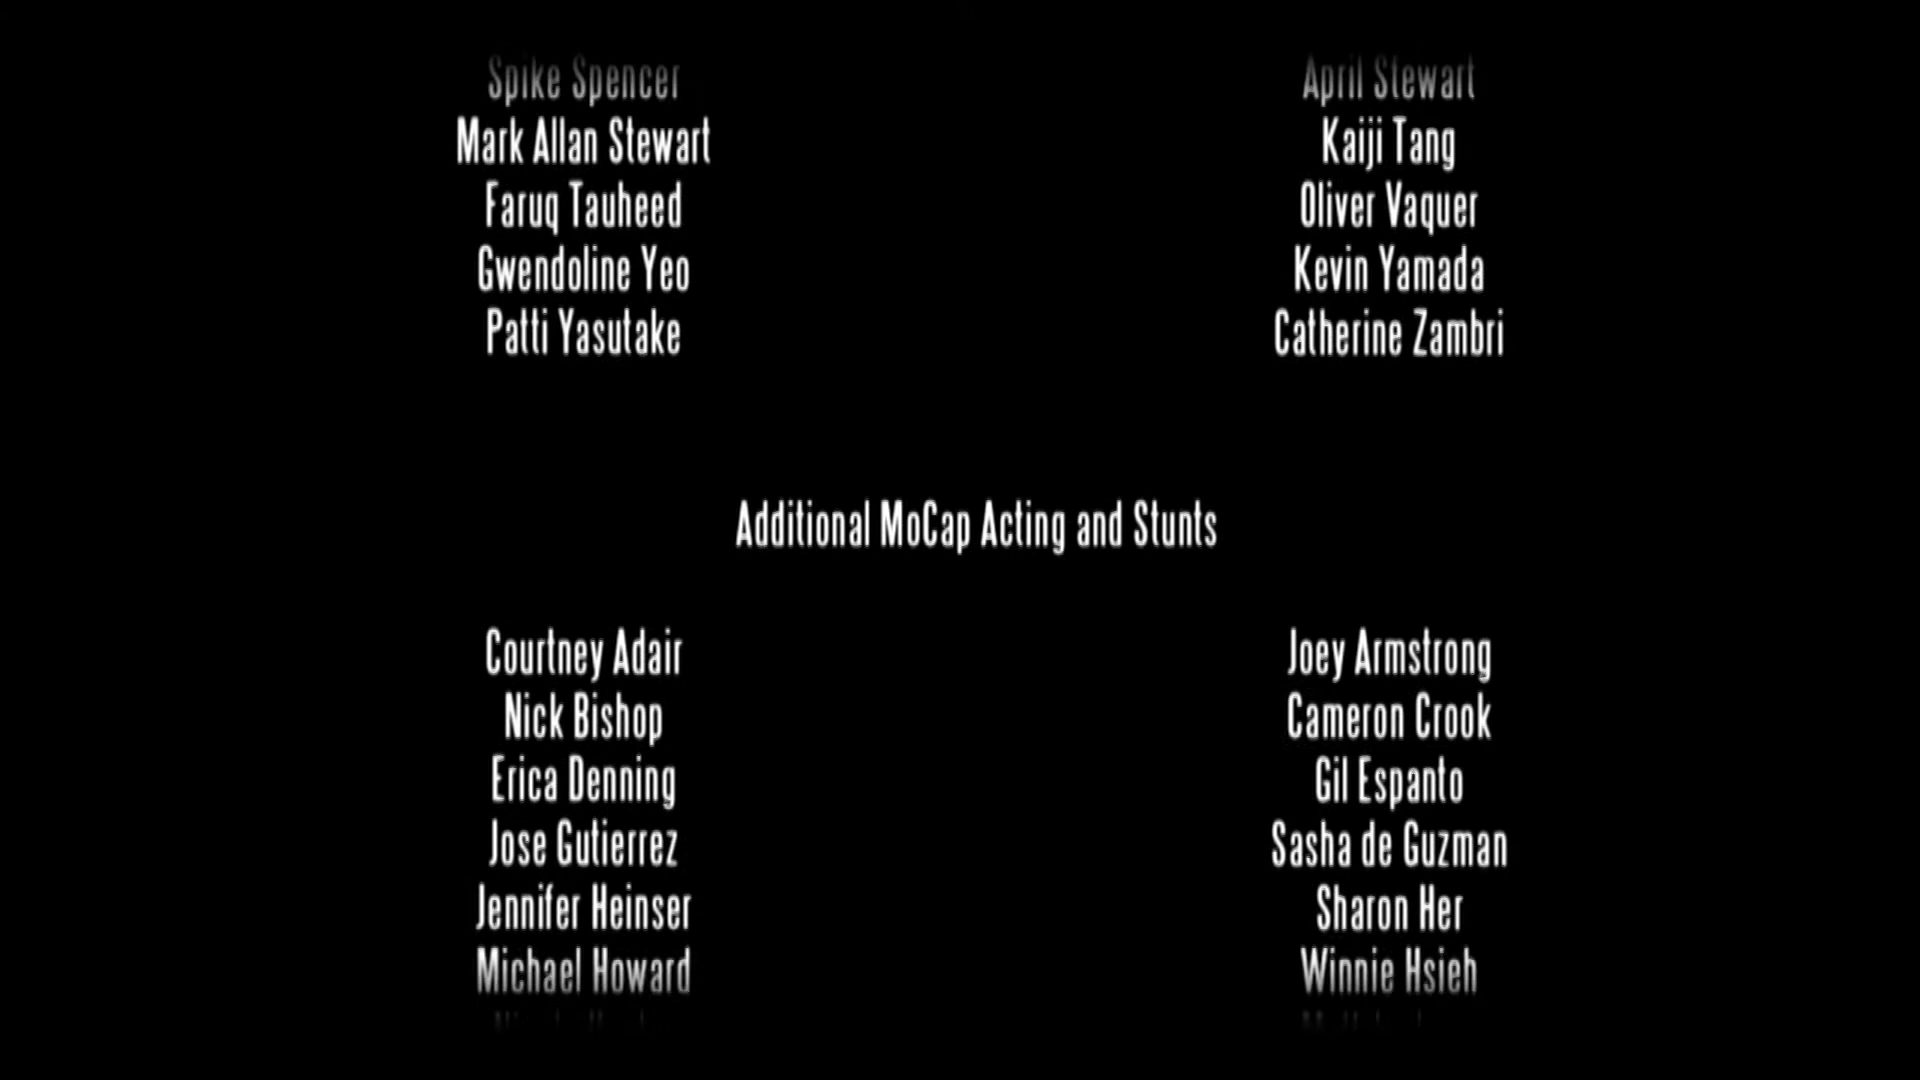 Spike Spencer April Stewart
Mark Allan Stewart Kaiji Tang
Faruq Tauheed Oliver Vaquer
Gwendoline Yeo Kevin Yamada
Patti Yasutake Catherine Zambri
Additional MoCap Acting and Stunts
Courtney Adair Joey Armstrong
Nick Bishop Cameron Crook
Erica Denning Gil Espanto
Jose Gutierrez Sasha de Guzman
Jennifer Heinser Sharon Her
Michael Howard Winnie Hsieh